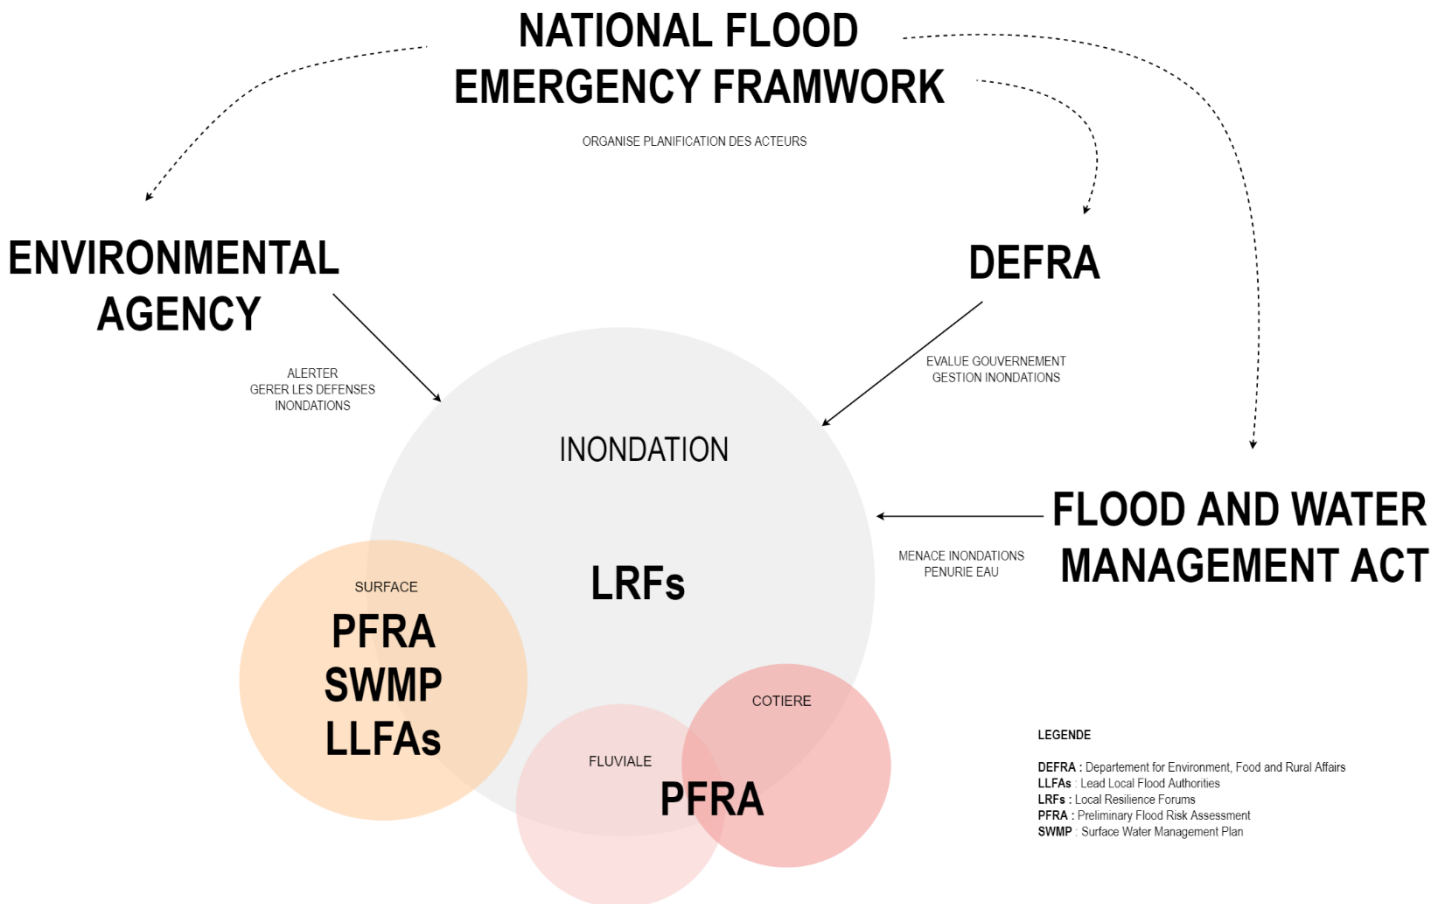 NATIONAL FLOOD
EMERGENCY FRAMWORK
ORGANISE PLANIFICATION DES ACTEURS
ENVIRONMENTAL
AGENCY
DEFRA
ALERTER
GERER LES DEFENSES
INONDATIONS
EVALUE GOUVERNEMENT
GESTION INONDATIONS
INONDATION
FLOOD AND WATER
MANAGEMENT ACT
MENACE INONDATIONS
PENURIE EAU
LRFs
SURFACE
PFRA
SWMP
LLFAs
COTIERE
FLUVIALE
PFRA
LEGENDE
DEFRA : Departement for Environment, Food and Rural Affairs
LLFAs : Lead Local Flood Authorities
LRFs : Local Resilience Forums
PFRA : Preliminary Flood Risk Assessment
SWMP : Surface Water Management Plan